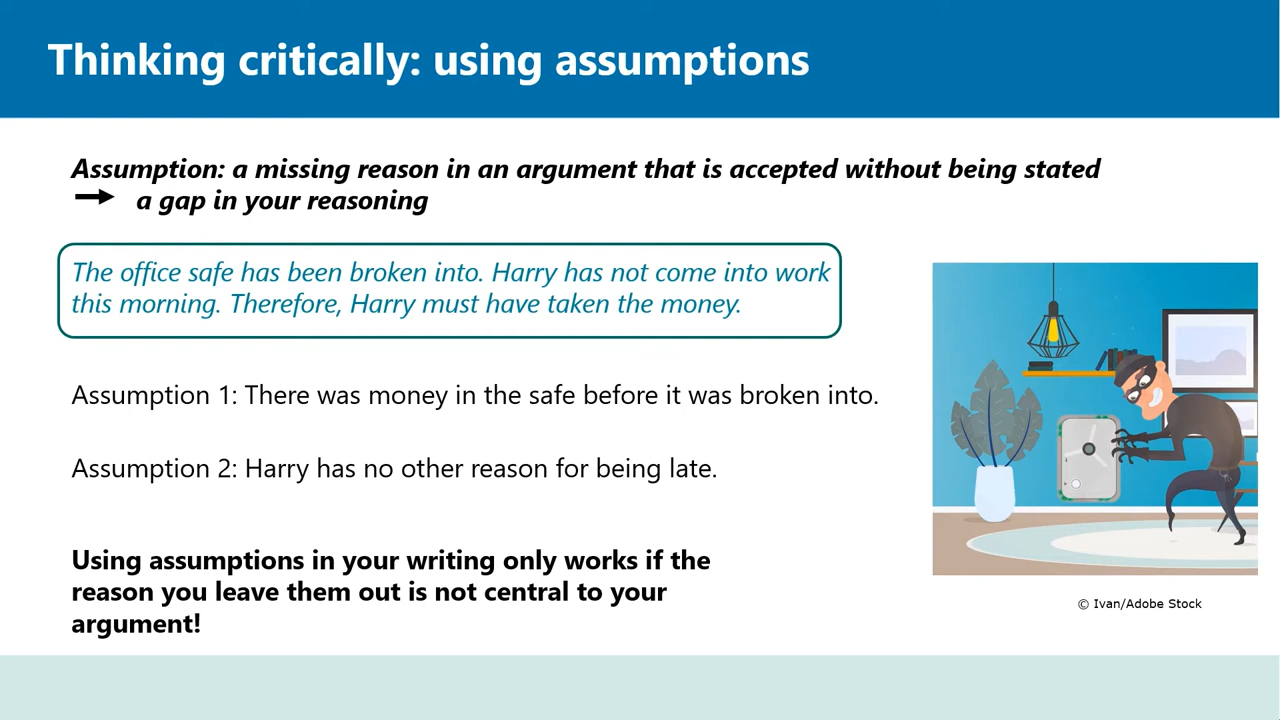 Thinking critically: using assumptions
Assumption: a missing reason in an argument that is accepted without being stated
→ a gap in your reasoning
The office safe has been broken into. Harry has not come into work
this morning. Therefore, Harry must have taken the money.
Assumption 1: There was money in the safe before it was broken into.
Assumption 2: Harry has no other reason for being late.
Using assumptions in your writing only works if the
reason you leave them out is not central to your
argument!
© Ivan/Adobe Stock